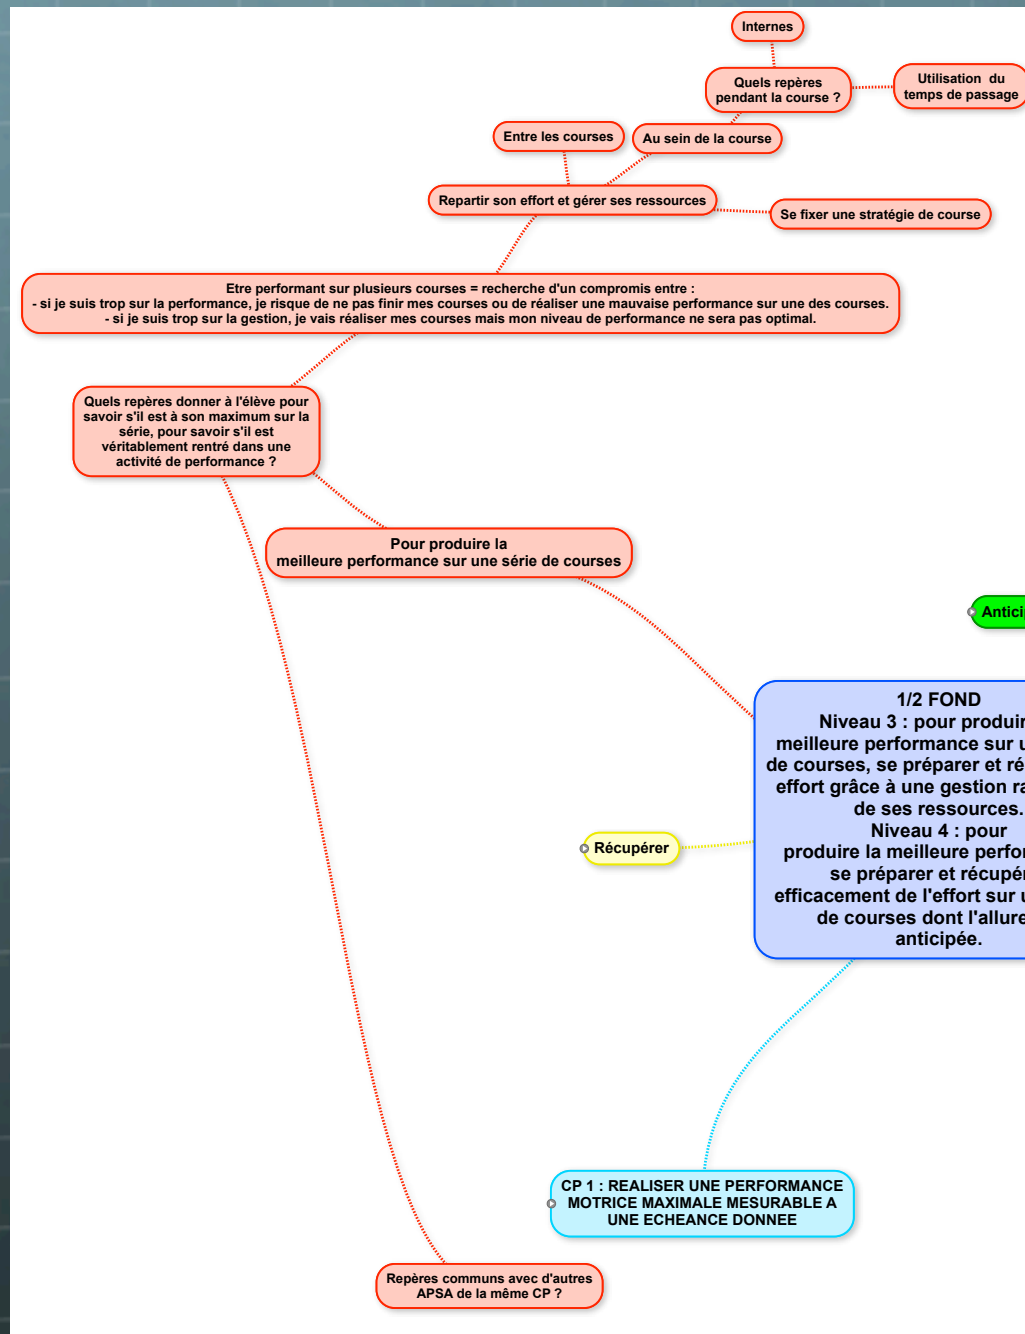 Internes
Quels repères
pendant la course ?
Utilisation du
temps de passage
Entre les courses
Au sein de la course
Repartir son effort et gérer ses ressources
Se fixer une stratégie de course
Etre performant sur plusieurs courses = recherche d'un compromis entre :
- si je suis trop sur la performance, je risque de ne pas finir mes courses ou de réaliser une mauvaise performance sur une des courses.
- si je suis trop sur la gestion, je vais réaliser mes courses mais mon niveau de performance ne sera pas optimal.
Quels repères donner à l'élève pour
savoir s'il est à son maximum sur la
série, pour savoir s'il est
véritablement rentré dans une
activité de performance ?
Pour produire la
meilleure performance sur une série de courses
1/2 FOND
Niveau 3 : pour
meilleure performance sur
de courses, se préparer et
effort grâce à une gestion
de ses ressources.
Niveau 4 : pour
produire la meilleure
se préparer et
efficacement de l'effort sur
de courses dont l'allure
anticipée.
Récupérer
CP 1 : REALISER UNE PERFORMANCE
MOTRICE MAXIMALE MESURABLE A
UNE ECHEANCE DONNEE
Repères communs avec d'autres
APSA de la même CP ?